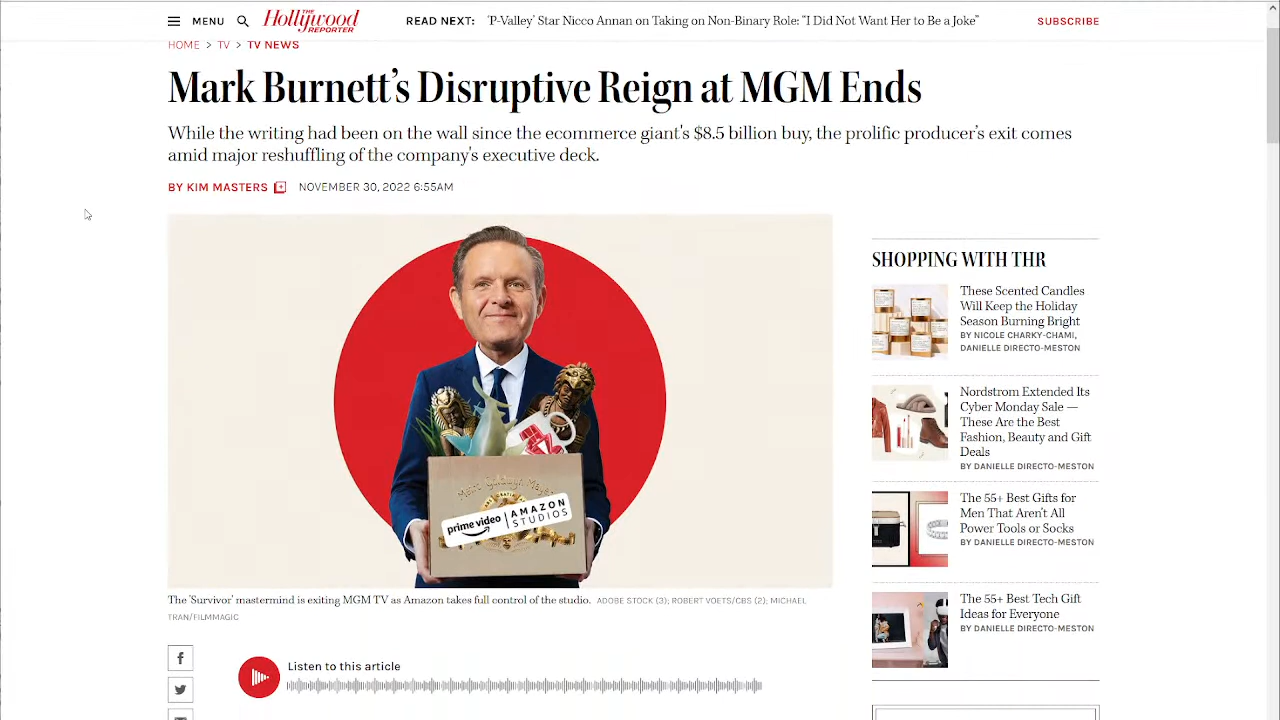 MENU
THE
Hollywood
REPORTER
READ NEXT: 'P-Valley' Star Nicco Annan on Taking on Non-Binary Role: "I Did Not Want Her to Be a Joke"
SUBSCRIBE
HOME > TV > TV NEWS
Mark Burnett's Disruptive Reign at MGM Ends
While the writing had been on the wall since the ecommerce giant's $8.5 billion buy, the prolific producer's exit comes
amid major reshuffling of the company's executive deck.
BY KIM MASTERS
NOVEMBER 30, 2022 6:55AM
prime video | AMAZON
STUDIOS
The 'Survivor' mastermind is exiting MGM TV as Amazon takes full control of the studio. ADOBE STOCK (3); ROBERT VOETS/CBS (2); MICHAEL
TRAN/FILMMAGIC
Listen to this article
SHOPPING WITH THR
These Scented Candles
Will Keep the Holiday
Season Burning Bright
BY NICOLE CHARKY-CHAMI,
DANIELLE DIRECTO-MESTON
Nordstrom Extended Its
Cyber Monday Sale —
These Are the Best
Fashion, Beauty and Gift
Deals
BY DANIELLE DIRECTO-MESTON
The 55+ Best Gifts for
Men That Aren't All
Power Tools or Socks
BY DANIELLE DIRECTO-MESTON
The 55+ Best Tech Gift
Ideas for Everyone
BY DANIELLE DIRECTO-MESTON